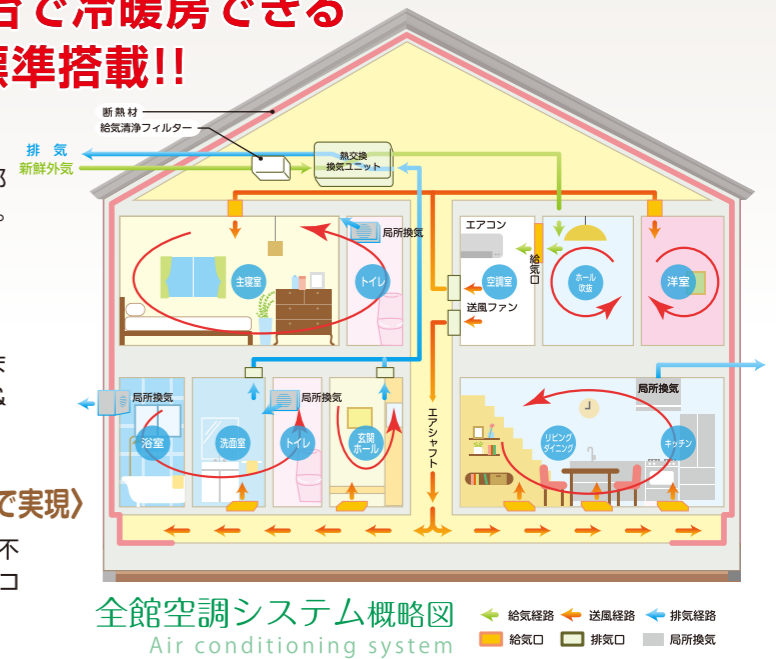 台で冷暖房できる
標準搭載!!
断熱材
給気清浄フィルター
排 気
新鮮外気
熱交換
換気ユニット
。
局所換気
エアコン
給気口
主寝室
トイレ
空調室
ホール
吹抜
洋室
送風ファン
局所換気
局所換気
局所換気
エアシャフト
浴室
洗面室
トイレ
玄関
ホール
リビング
ダイニング
キッチン
で実現〉
不
コ
全館空調システム概略図
Air conditioning system
給気経路
送風経路
排気経路
給気口
排気口
局所換気